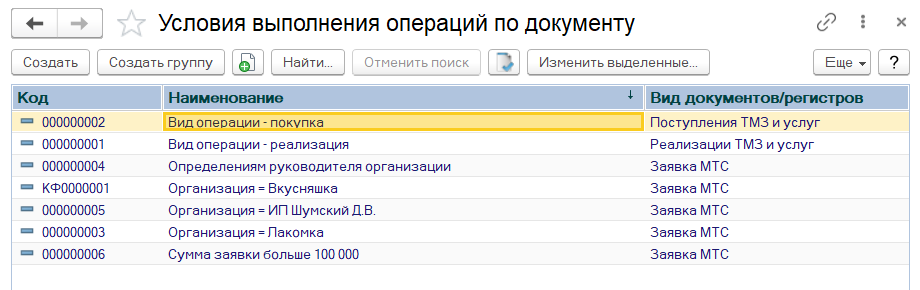 Условия выполнения операций по документу
Создать Создать группу Найти... Отменить поиск Изменить выделенные... Еще ?
Код Наименование Вид документов/регистров
000000002 Вид операции - покупка Поступления ТМЗ и услуг
000000001 Вид операции - реализация Реализации ТМЗ и услуг
000000004 Определениям руководителя организации Заявка МТС
КФ0000001 Организация = Вкусняшка Заявка МТС
000000005 Организация = ИП Шумский Д.В. Заявка МТС
000000003 Организация = Лакомка Заявка МТС
000000006 Сумма заявки больше 100 000 Заявка МТС